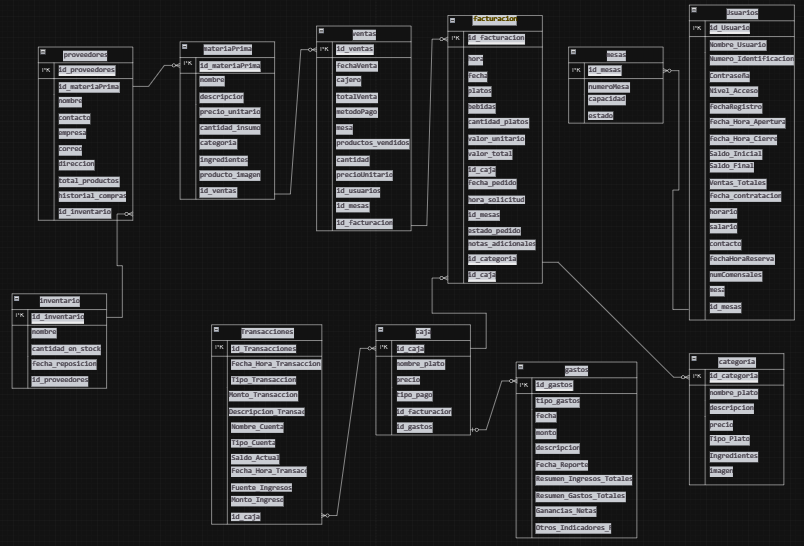 proveedores
PK
id_proveedores
id_materiaPrima
nombre
contacto
empresa
correo
direccion
total_productos
historial_compras
id_inventario
materiaPrima
PK
id_materiaPrima
nombre
descripcion
precio_unitario
cantidad_insumo
categoria
ingredientes
producto_imagen
id_ventas
ventas
PK
id_ventas
fechaVenta
cajero
totalVenta
metodoPago
mesa
productos_vendidos
cantidad
precioUnitario
id_usuarios
id_mesas
id_facturacion
facturacion
PK
id_facturacion
hora
fecha
platos
bebidas
cantidad_platos
valor_unitario
valor_total
id_caja
Fecha_pedido
hora_solicitud
id_mesas
estado_pedido
notas_adicionales
id_categoria
id_caja
mesas
PK
id_mesas
numeroMesa
capacidad
estado
Usuarios
PK
id_Usuario
Nombre_Usuario
Numero_Identificacion
Contraseña
Nivel_Acceso
FechaRegistro
Fecha_Hora_Apertura
Fecha_Hora_Cierre
Saldo_Inicial
Saldo_Final
Ventas_Totales
Fecha_contratacion
horario
salario
contacto
FechaHoraReserva
numComensales
mesa
id_mesas
inventario
PK
id_inventario
nombre
cantidad_en_stock
fecha_reposicion
id_proveedores
Transacciones
PK
id_Transacciones
Fecha_Hora_Transaccion
Tipo_Transaccion
Monto_Transaccion
Descripcion_Transac
Nombre_Cuenta
Tipo_Cuenta
Saldo_Actual
Fecha_Hora_Transacc
Fuente_Ingresos
Monto_Ingreso
id_caja
caja
PK
id_caja
nombre_plato
precio
tipo_pago
id_facturacion
id_gastos
gastos
PK
id_gastos
tipo_gastos
fecha
monto
descripcion
Fecha_Reporte
Resumen_Ingresos_Totales
Resumen_Gastos_Totales
Ganancias_Netas
Otros_Indicadores_F
categoria
PK
id_categoria
nombre_plato
descripcion
precio
Tipo_Plato
Ingredientes
imagen